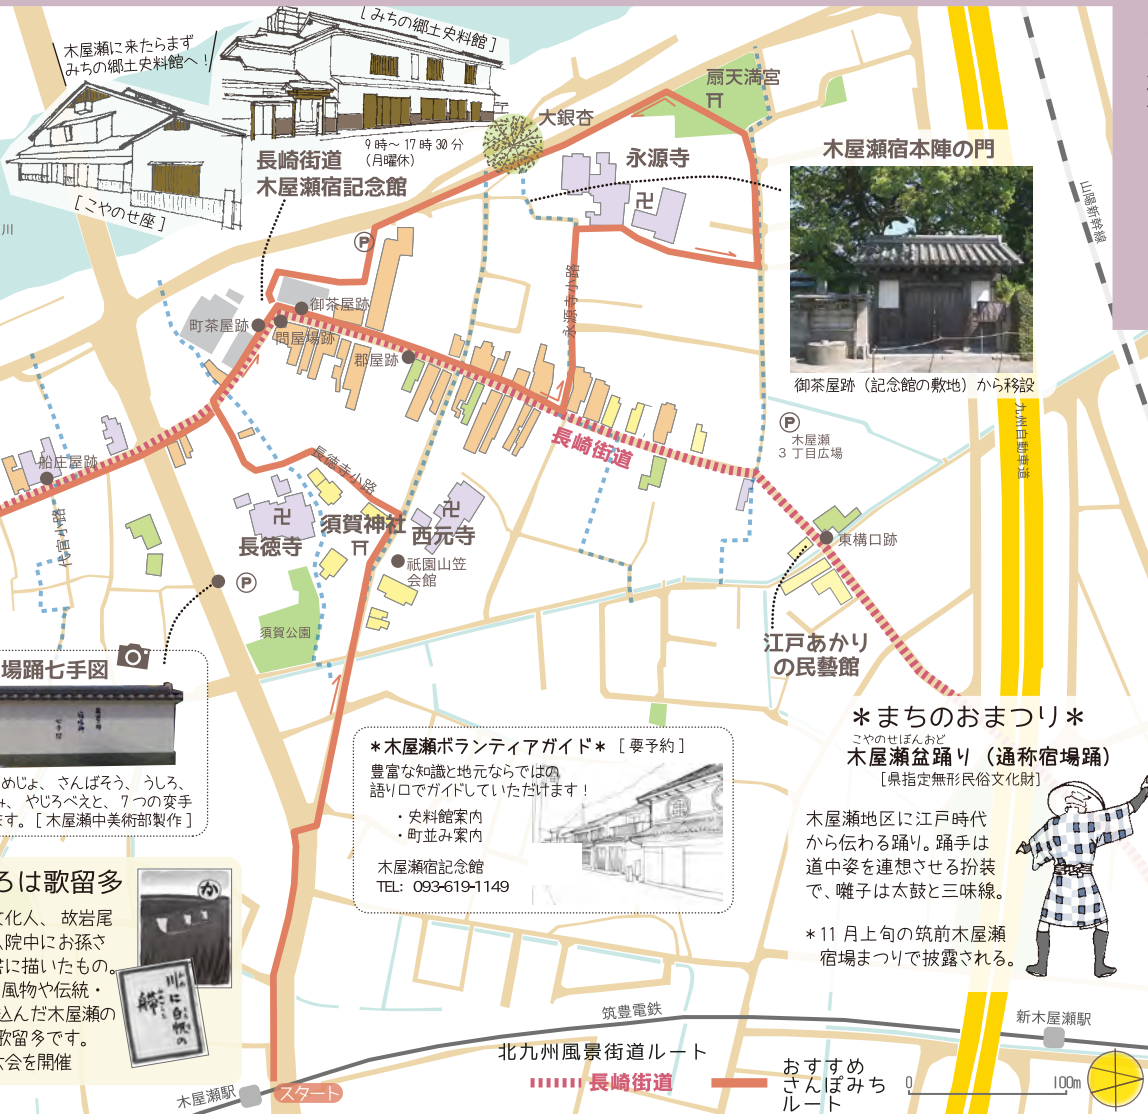 [みちの郷土史料館]
木屋瀬に来たらまず
みちの郷土史料館へ!
[こやのせ座]
9時~17時30分
(月曜休)
長崎街道
木屋瀬宿記念館
大銀杏
扇天満宮
永源寺
卍
木屋瀬宿本陣の門
御茶屋跡(記念館の敷地)から移設
山陽新幹線
九州自動車道
川
P
御茶屋跡
町茶屋跡
問屋場跡
郡屋跡
永源寺小路
長崎街道
P
木屋瀬
3丁目広場
船庄屋跡
代官小路
長徳寺小路
卍
長徳寺
須賀神社
卍
西元寺
祇園山笠
会館
P
須賀公園
東構口跡
江戸あかり
の民藝館
場踊七手図
めじょ、さんばそう、うしろ、
み、やじろべえと、7つの変手
ます。[木屋瀬中美術部製作]
*木屋瀬ボランティアガイド* [要予約]
豊富な知識と地元ならではの
語り口でガイドしていただけます!
・史料館案内
・町並み案内
木屋瀬宿記念館
TEL: 093-619-1149
*まちのおまつり*
こやのせぼんおど
木屋瀬盆踊り(通称宿場踊)
[県指定無形民俗文化財]
木屋瀬地区に江戸時代
から伝わる踊り。踊手は
道中姿を連想させる扮装
で、囃子は太鼓と三味線。
*11月上旬の筑前木屋瀬
宿場まつりで披露される。
ろは歌留多
文化人、故岩尾
入院中にお孫さ
に描いたもの。
風物や伝統・
込んだ木屋瀬の
歌留多です。
大会を開催
か
川に白帆の
筑豊電鉄
新木屋瀬駅
木屋瀬駅
スタート
北九州風景街道ルート
長崎街道
おすすめ
さんぽみち
ルート
0 100m